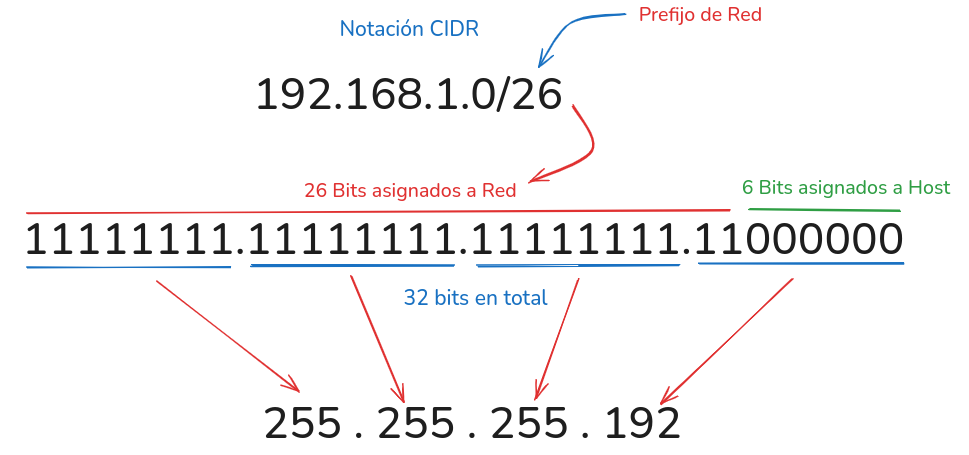 Notación CIDR
Prefijo de Red
192.168.1.0/26
26 Bits asignados a Red
6 Bits asignados a Host
11111111.11111111.11111111.11000000
32 bits en total
255 . 255 . 255 . 192